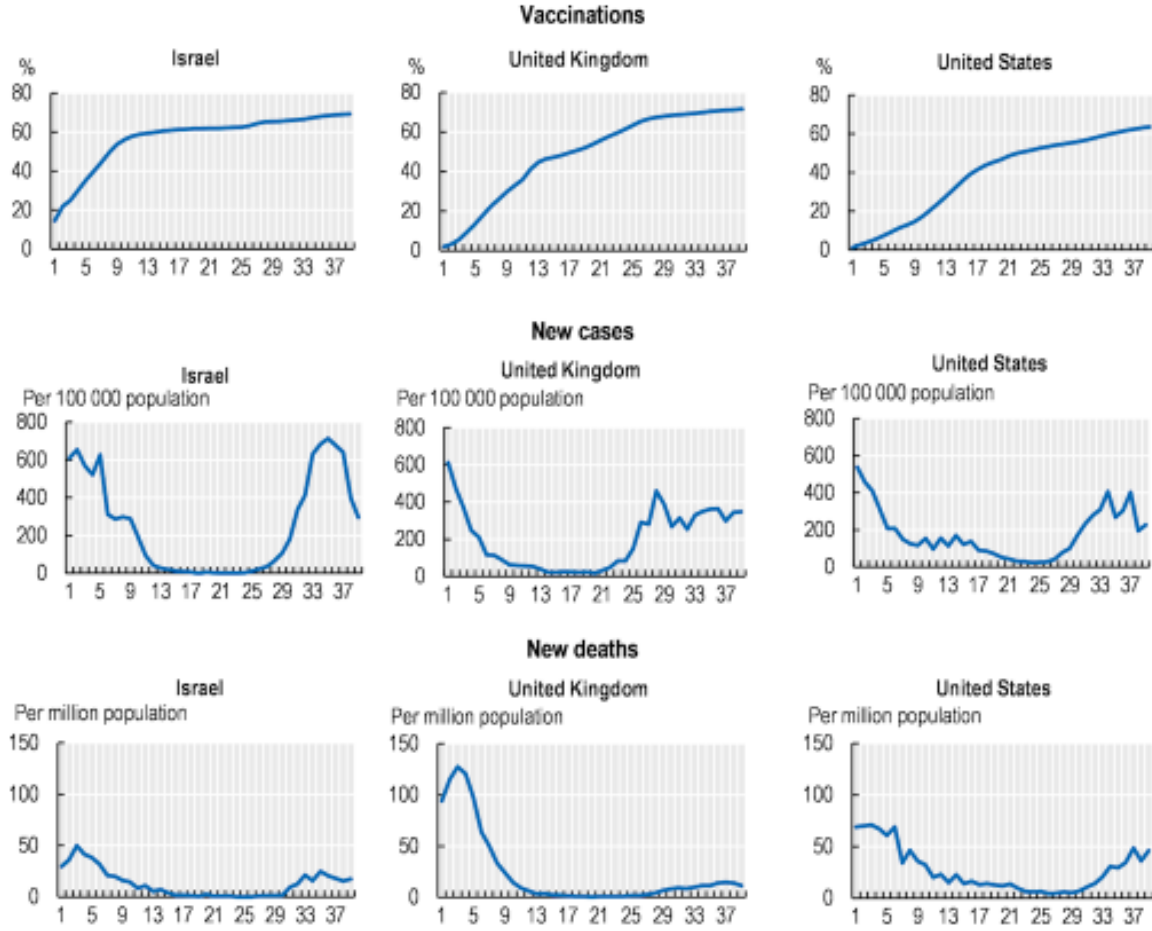 Vaccinations
Israel
%
80
60
40
20
0
1 5 9 13 17 21 25 29 33 37
United Kingdom
%
80
60
40
20
0
1 5 9 13 17 21 25 29 33 37
United States
%
80
60
40
20
0
1 5 9 13 17 21 25 29 33 37
New cases
Israel
Per 100 000 population
800
600
400
200
0
1 5 9 13 17 21 25 29 33 37
United Kingdom
Per 100 000 population
800
600
400
200
0
1 5 9 13 17 21 25 29 33 37
United States
Per 100 000 population
800
600
400
200
0
1 5 9 13 17 21 25 29 33 37
New deaths
Israel
Per million population
150
100
50
0
1 5 9 13 17 21 25 29 33 37
United Kingdom
Per million population
150
100
50
0
1 5 9 13 17 21 25 29 33 37
United States
Per million population
150
100
50
0
1 5 9 13 17 21 25 29 33 37